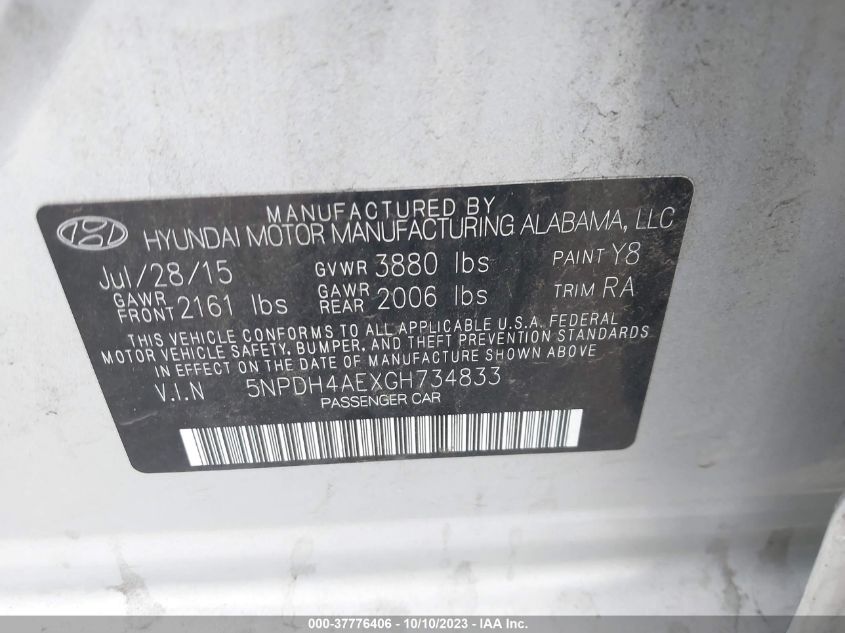 MANUFACTURED BY
HYUNDAI MOTOR MANUFACTURING ALABAMA, LLC
Jul/28/15 GVWR 3880 lbs PAINT Y8
GAWR FRONT 2161 lbs GAWR REAR 2006 lbs TRIM RA
THIS VEHICLE CONFORMS TO ALL APPLICABLE U.S.A. FEDERAL
MOTOR VEHICLE SAFETY, BUMPER, AND THEFT PREVENTION STANDARDS
IN EFFECT ON THE DATE OF MANUFACTURE SHOWN ABOVE
V.I.N 5NPDH4AEXGH734833
PASSENGER CAR
000-37776406 - 10/10/2023 - IAA Inc.